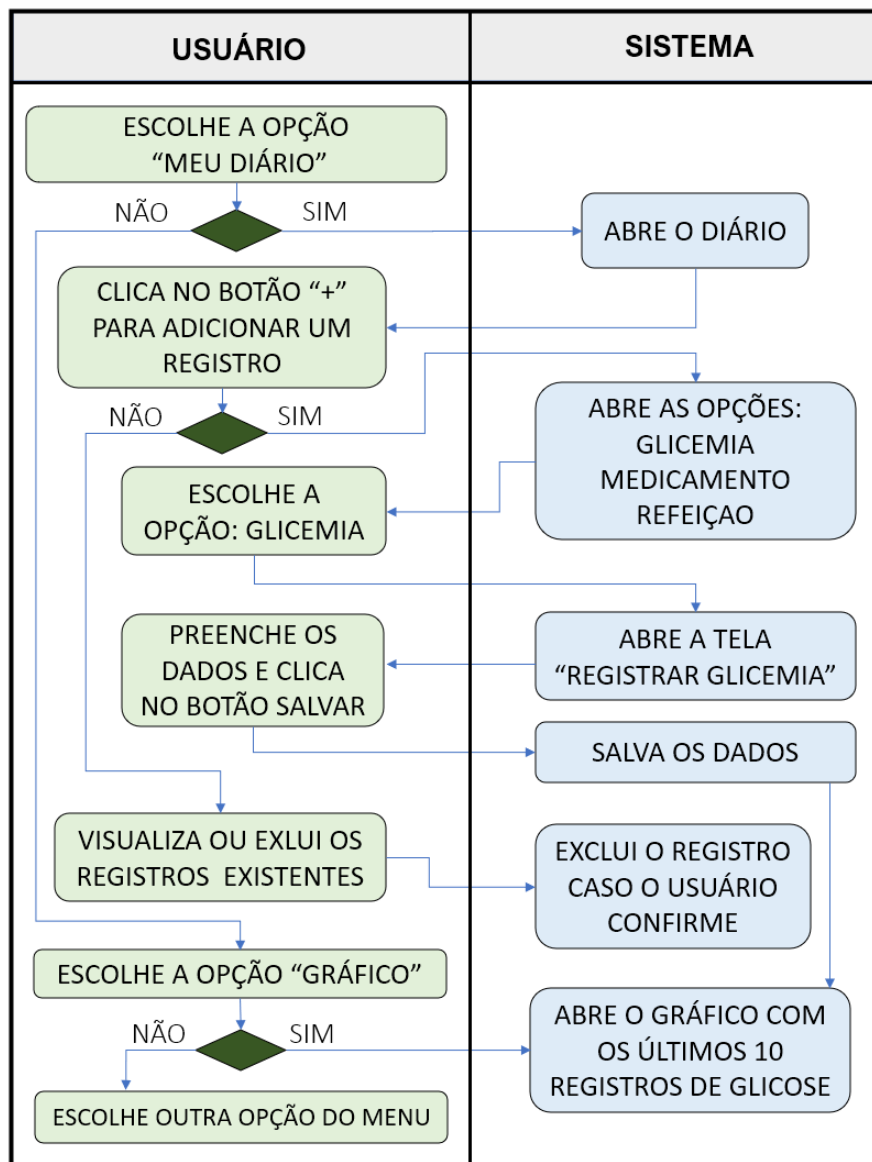 USUÁRIO
SISTEMA
ESCOLHE A OPÇÃO
“MEU DIÁRIO”
NÃO
SIM
ABRE O DIÁRIO
CLICA NO BOTÃO “+”
PARA ADICIONAR UM
REGISTRO
NÃO
SIM
ABRE AS OPÇÕES:
GLICEMIA
MEDICAMENTO
REFEIÇAO
ESCOLHE A
OPÇÃO: GLICEMIA
ABRE A TELA
“REGISTRAR GLICEMIA”
PREENCHE OS
DADOS E CLICA
NO BOTÃO SALVAR
SALVA OS DADOS
VISUALIZA OU EXLUI OS
REGISTROS EXISTENTES
EXCLUI O REGISTRO
CASO O USUÁRIO
CONFIRME
ESCOLHE A OPÇÃO “GRÁFICO”
NÃO
SIM
ABRE O GRÁFICO COM
OS ÚLTIMOS 10
REGISTROS DE GLICOSE
ESCOLHE OUTRA OPÇÃO DO MENU